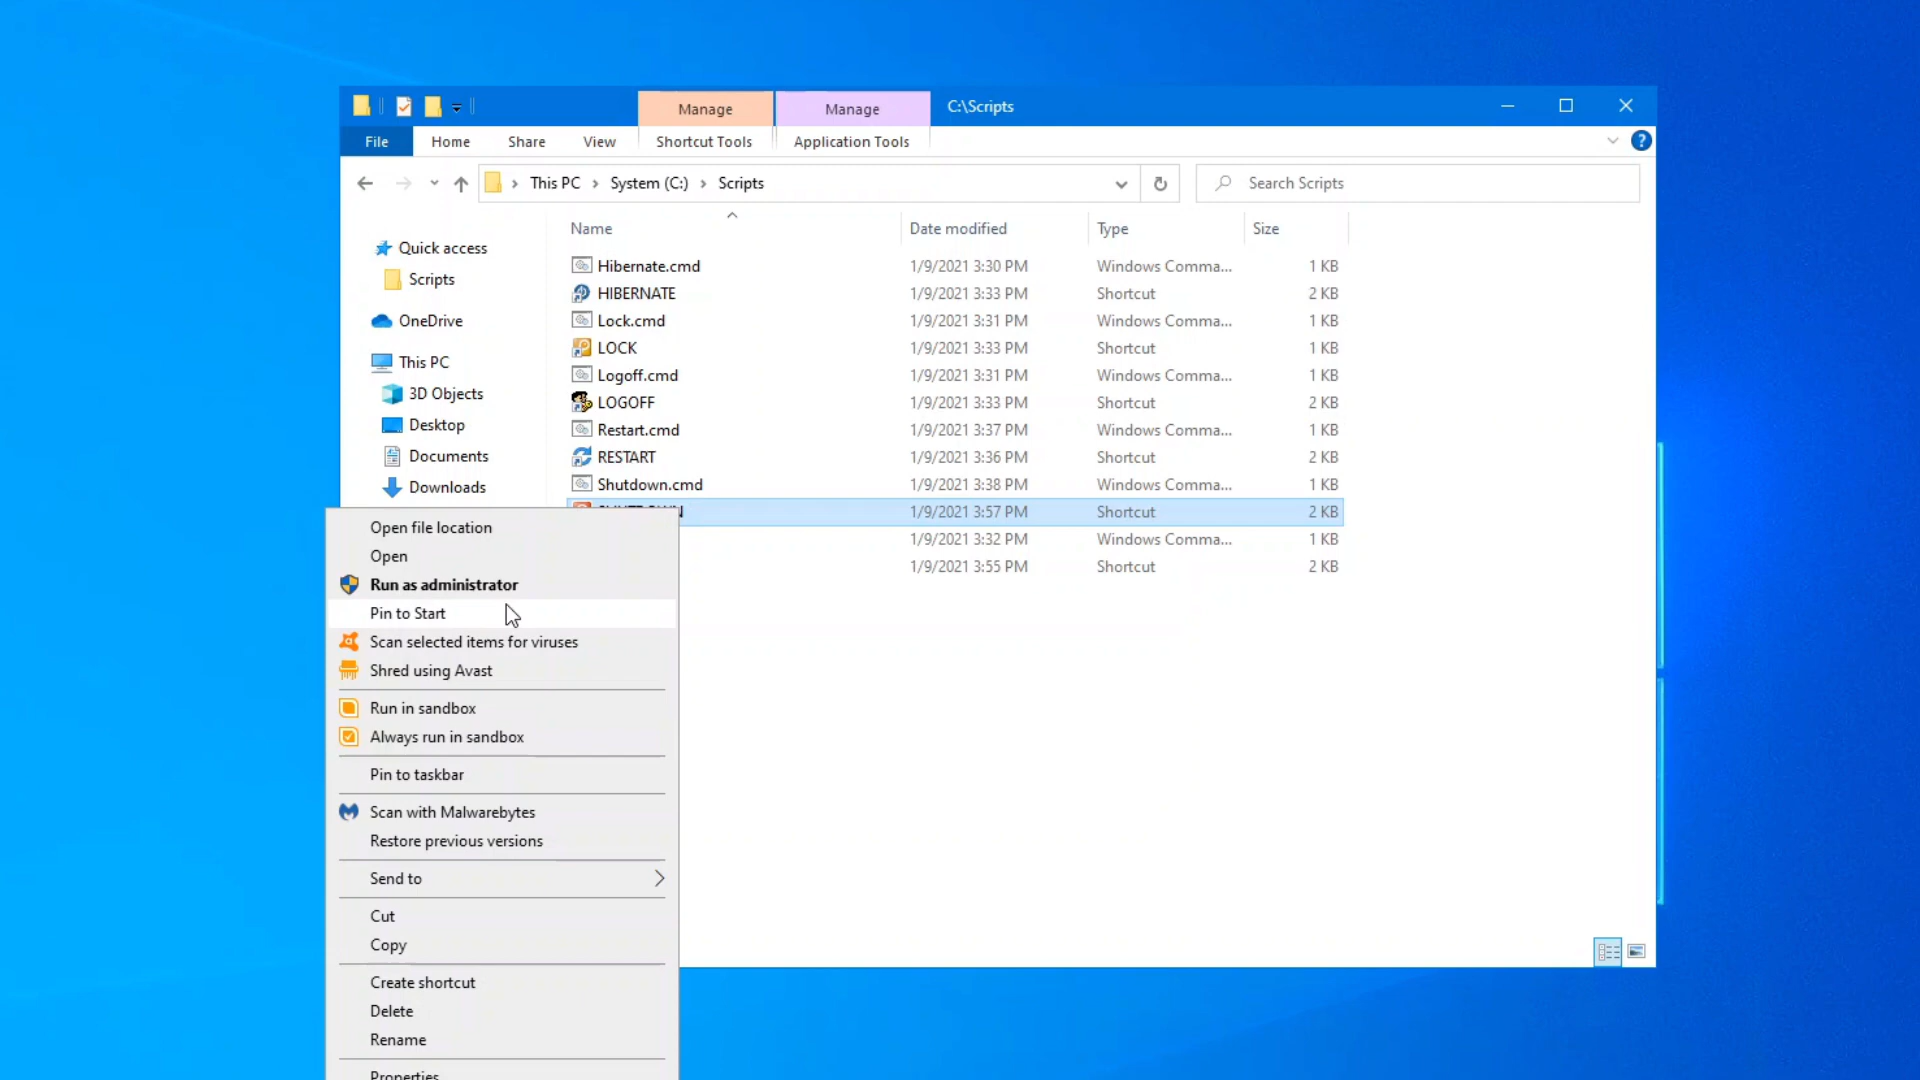 Manage
Manage
C:\Scripts
File
Home
Share
View
Shortcut Tools
Application Tools
?
This PC
System (C:)
Scripts
Search Scripts
Name
Date modified
Type
Size
Quick access
Scripts
OneDrive
This PC
3D Objects
Desktop
Documents
Downloads
Hibernate.cmd 1/9/2021 3:30 PM Windows Comma... 1 KB
HIBERNATE 1/9/2021 3:33 PM Shortcut 2 KB
Lock.cmd 1/9/2021 3:31 PM Windows Comma... 1 KB
LOCK 1/9/2021 3:33 PM Shortcut 1 KB
Logoff.cmd 1/9/2021 3:31 PM Windows Comma... 1 KB
LOGOFF 1/9/2021 3:33 PM Shortcut 2 KB
Restart.cmd 1/9/2021 3:37 PM Windows Comma... 1 KB
RESTART 1/9/2021 3:36 PM Shortcut 2 KB
Shutdown.cmd 1/9/2021 3:38 PM Windows Comma... 1 KB
SHUTDOWN 1/9/2021 3:57 PM Shortcut 2 KB
1/9/2021 3:32 PM Windows Comma... 1 KB
1/9/2021 3:55 PM Shortcut 2 KB
Open file location
Open
Run as administrator
Pin to Start
Scan selected items for viruses
Shred using Avast
Run in sandbox
Always run in sandbox
Pin to taskbar
Scan with Malwarebytes
Restore previous versions
Send to
Cut
Copy
Create shortcut
Delete
Rename
Properties